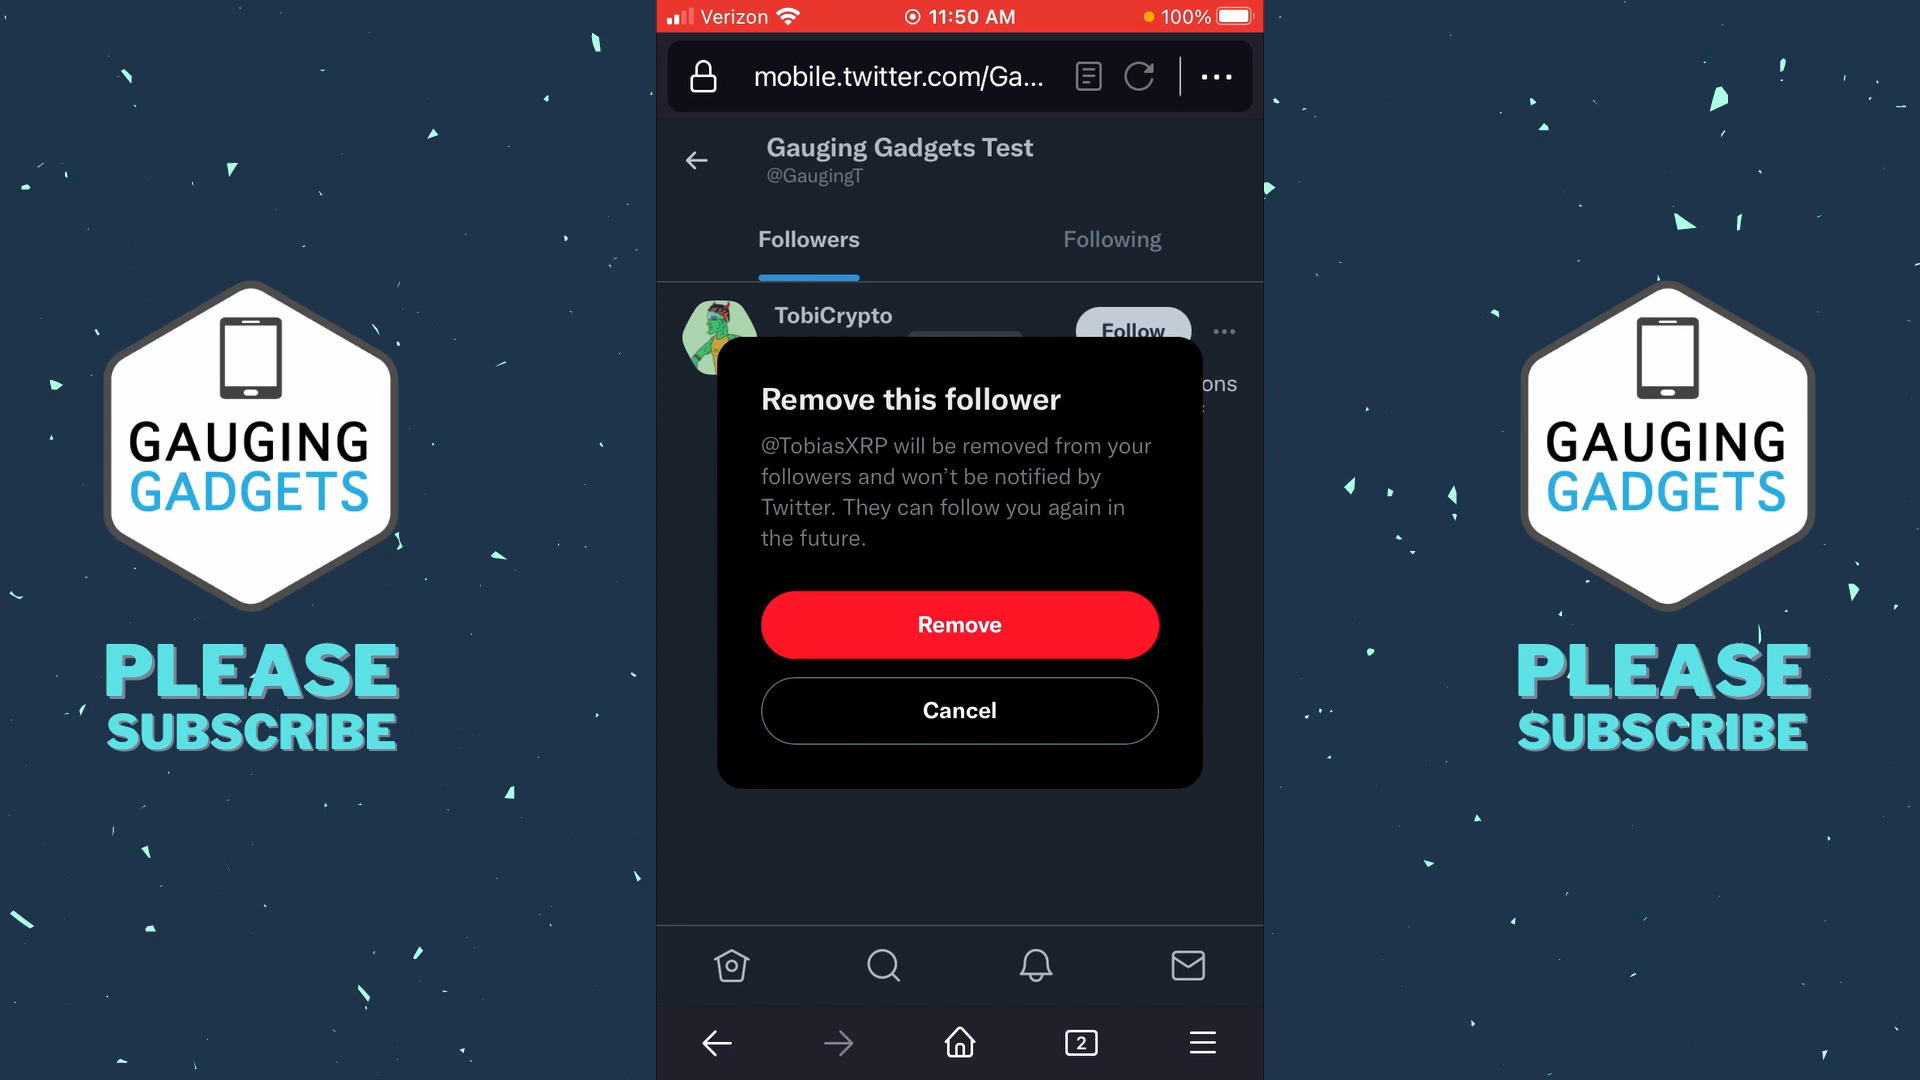 Verizon 11:50 AM 100%
mobile.twitter.com/Ga...
Gauging Gadgets Test
@GaugingT
Followers Following
TobiCrypto Follow
ons
Remove this follower
@TobiasXRP will be removed from your
followers and won’t be notified by
Twitter. They can follow you again in
the future.
Remove
Cancel
2
GAUGING
GADGETS
PLEASE
SUBSCRIBE
GAUGING
GADGETS
PLEASE
SUBSCRIBE